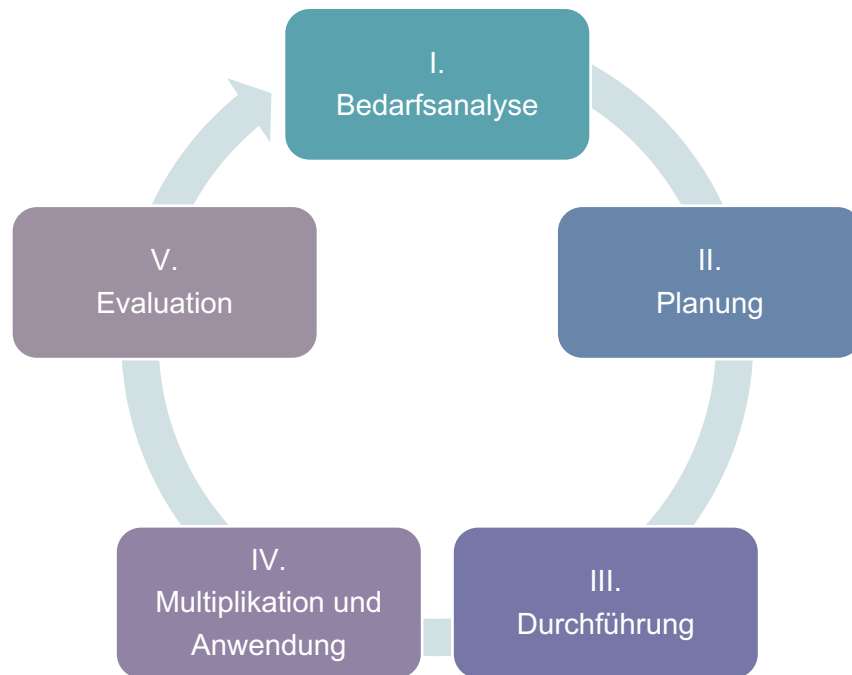 I.
Bedarfsanalyse
II.
Planung
III.
Durchführung
IV.
Multiplikation und
Anwendung
V.
Evaluation